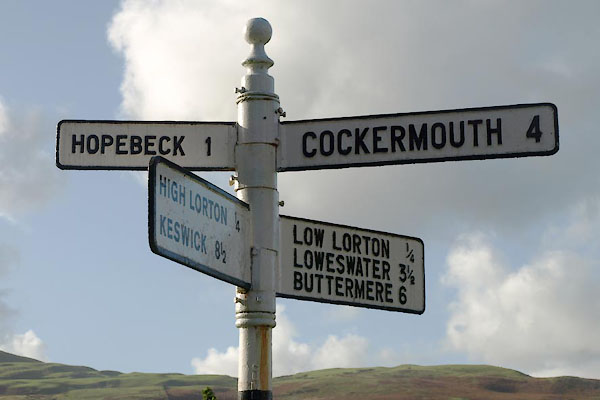 HOPEBECK 1
COCKERMOUTH 4
HIGH LORTON ¼
KESWICK 8½
LOW LORTON ¼
LOWESWATER 3½
BUTTERMERE 6